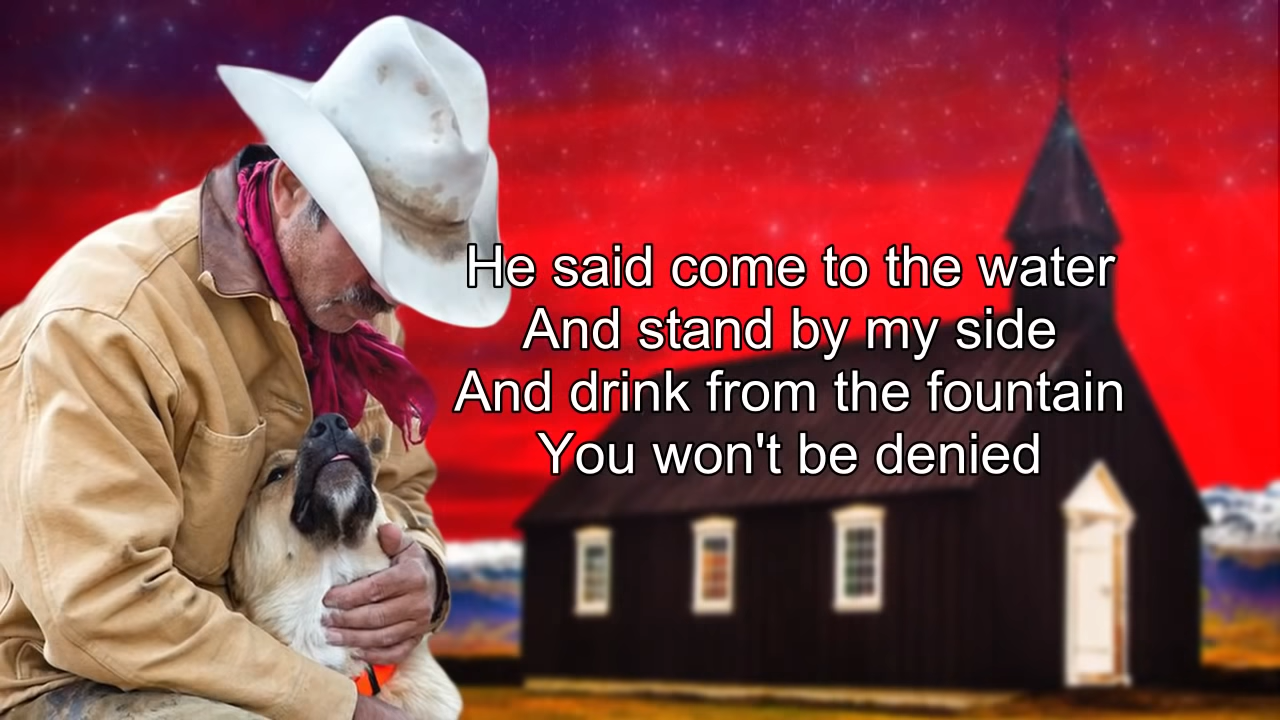 He said come to the water
And stand by my side
And drink from the fountain
You won't be denied